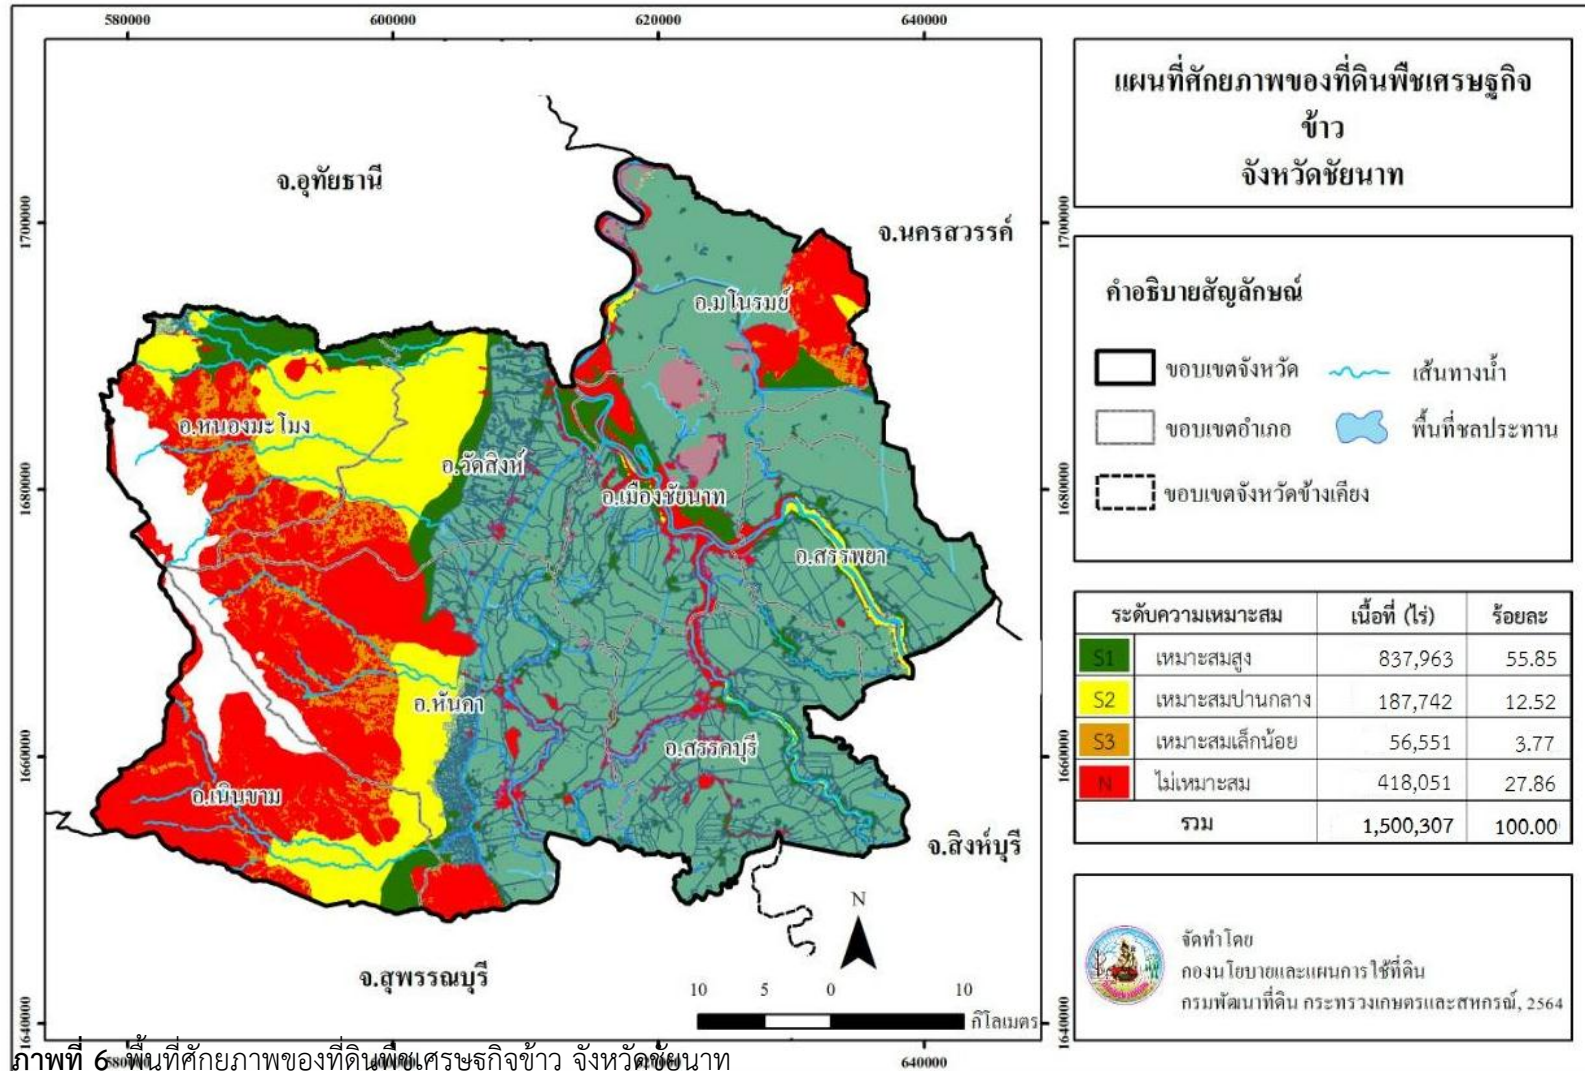 580000 600000 620000 640000
แผนที่ศักยภาพของที่ดินพืชเศรษฐกิจ
ข้าว
จังหวัดชัยนาท
จ.อุทัยธานี
1700000 1700000
จ.นครสวรรค์
คำอธิบายสัญลักษณ์
อ.มโนรมย์
ขอบเขตจังหวัด เส้นทางน้ำ
ขอบเขตอำเภอ พื้นที่ชลประทาน
ขอบเขตจังหวัดข้างเคียง
อ.หนองมะโมง
อ.วัดสิงห์
1680000 1680000
อ.เมืองชัยนาท
อ.สรรพยา
ระดับความเหมาะสม เนื้อที่ (ไร่) ร้อยละ
S1 เหมาะสมสูง 837,963 55.85
S2 เหมาะสมปานกลาง 187,742 12.52
S3 เหมาะสมเล็กน้อย 56,551 3.77
N ไม่เหมาะสม 418,051 27.86
รวม 1,500,307 100.00
อ.หันคา
อ.สรรคบุรี
1660000 1660000
อ.เนินขาม
จ.สิงห์บุรี
N
จ.สุพรรณบุรี
10 5 0 10
กิโลเมตร
1640000 1640000
จัดทำโดย
กองนโยบายและแผนการใช้ที่ดิน
กรมพัฒนาที่ดิน กระทรวงเกษตรและสหกรณ์, 2564
580000 600000 620000 640000
ภาพที่ 6 พื้นที่ศักยภาพของที่ดินพืชเศรษฐกิจข้าว จังหวัดชัยนาท